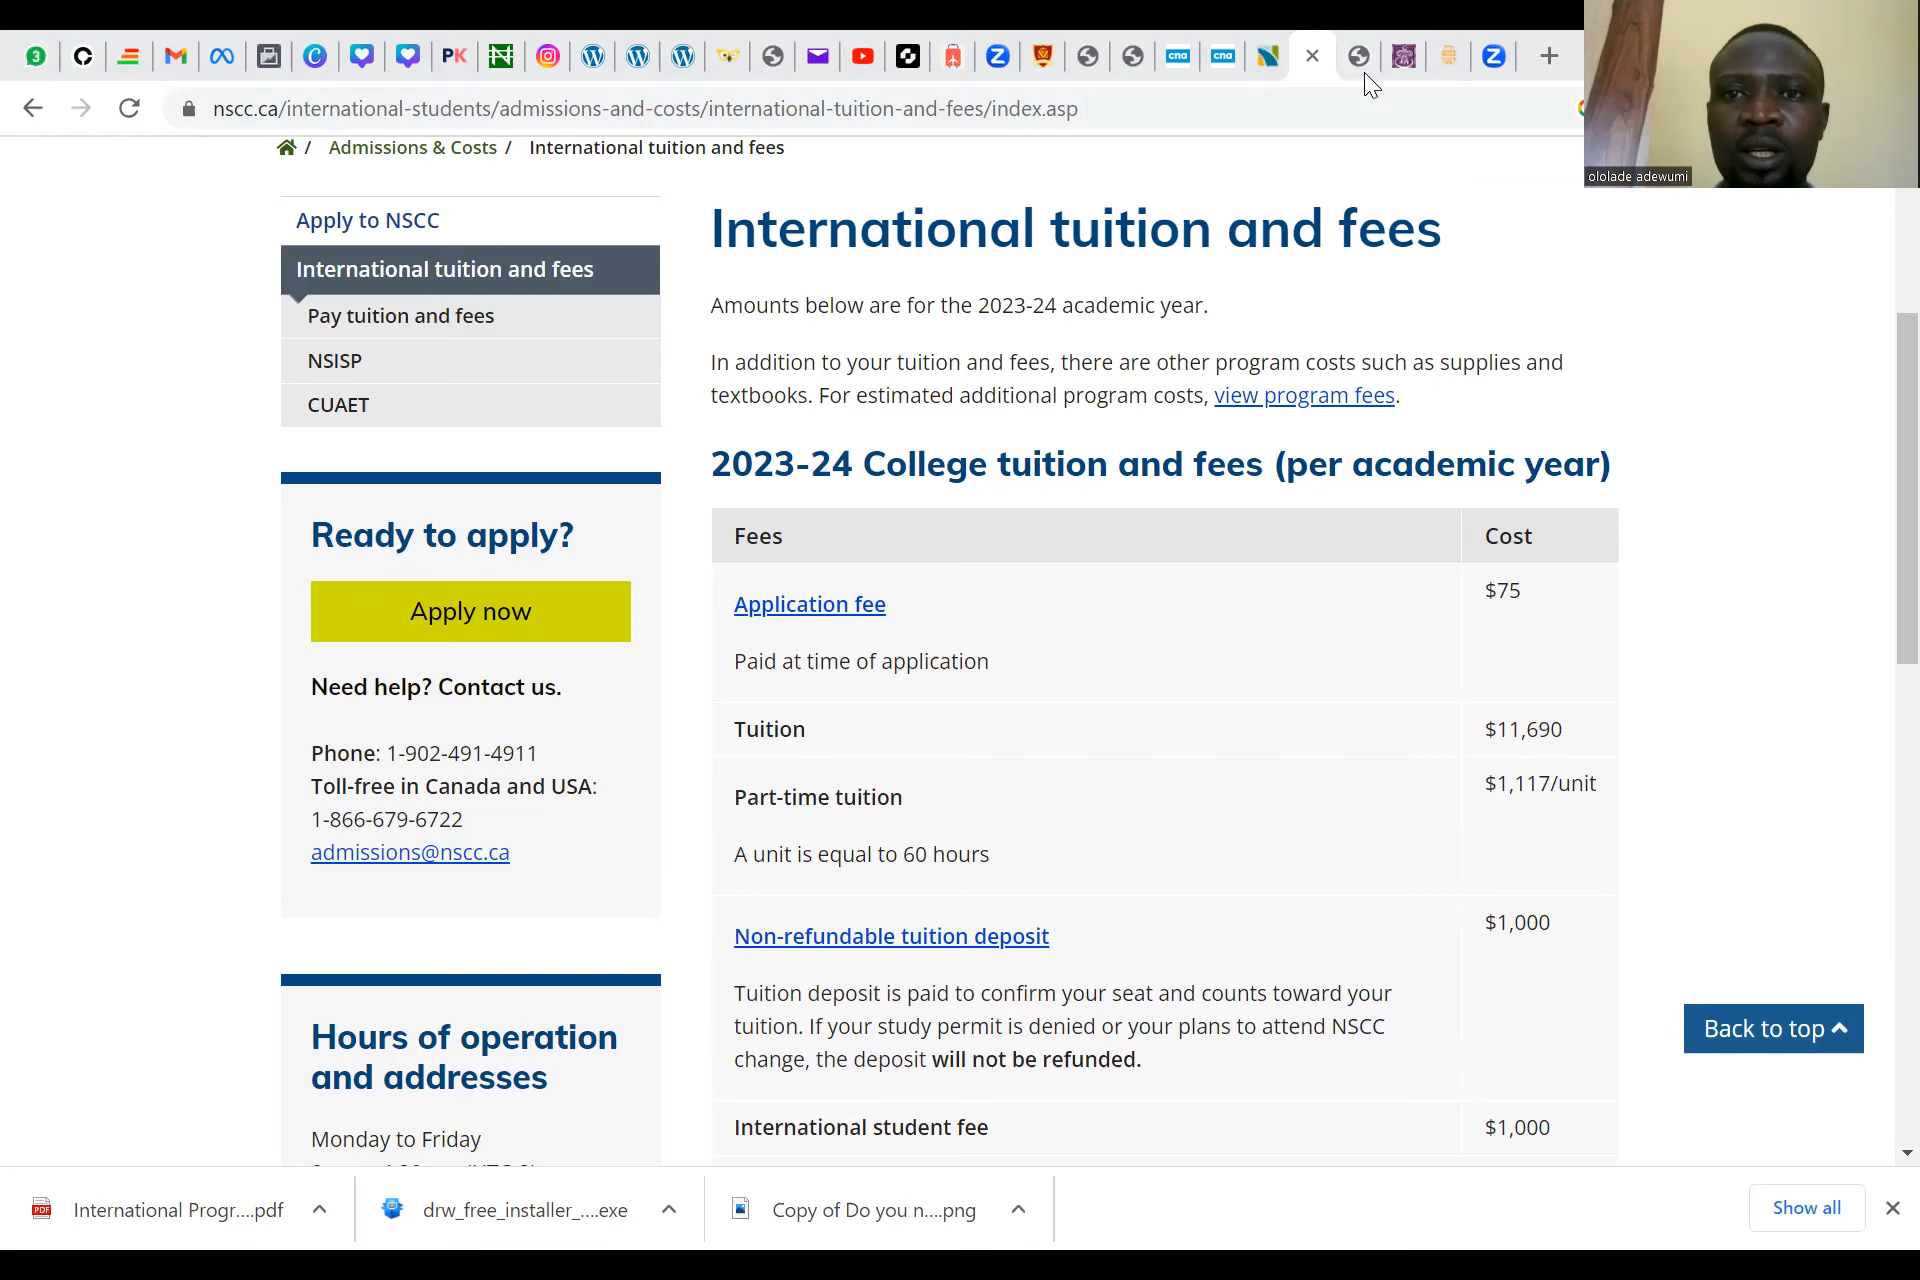 3
PK
cna
cna
nscc.ca/international-students/admissions-and-costs/international-tuition-and-fees/index.asp
ololade adewumi
/ Admissions & Costs / International tuition and fees
Apply to NSCC
International tuition and fees
Pay tuition and fees
NSISP
CUAET
Ready to apply?
Apply now
Need help? Contact us.
Phone: 1-902-491-4911
Toll-free in Canada and USA:
1-866-679-6722
admissions@nscc.ca
Hours of operation
and addresses
Monday to Friday
International tuition and fees
Amounts below are for the 2023-24 academic year.
In addition to your tuition and fees, there are other program costs such as supplies and
textbooks. For estimated additional program costs, view program fees.
2023-24 College tuition and fees (per academic year)
Fees Cost
Application fee $75
Paid at time of application
Tuition $11,690
Part-time tuition $1,117/unit
A unit is equal to 60 hours
Non-refundable tuition deposit $1,000
Tuition deposit is paid to confirm your seat and counts toward your
tuition. If your study permit is denied or your plans to attend NSCC
change, the deposit will not be refunded.
International student fee $1,000
Back to top
PDF International Progr....pdf
drw_free_installer_....exe
Copy of Do you n....png
Show all